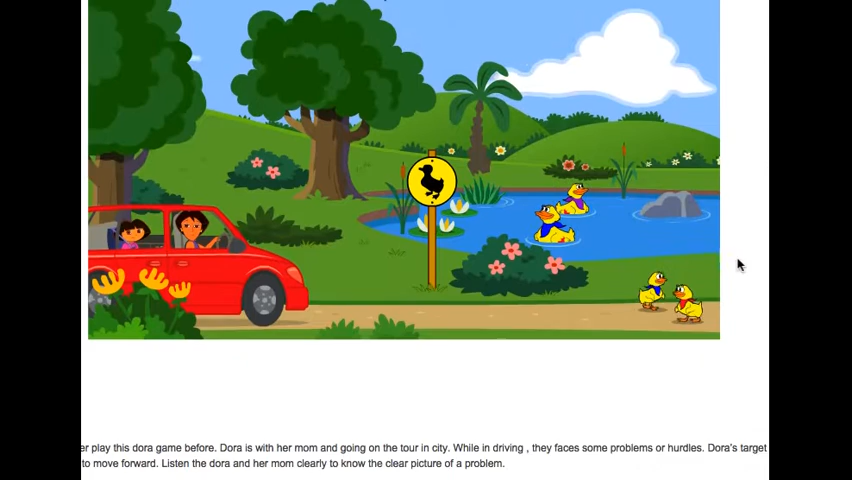 er play this dora game before. Dora is with her mom and going on the tour in city. While in driving , they faces some problems or hurdles. Dora's target
to move forward. Listen the dora and her mom clearly to know the clear picture of a problem.